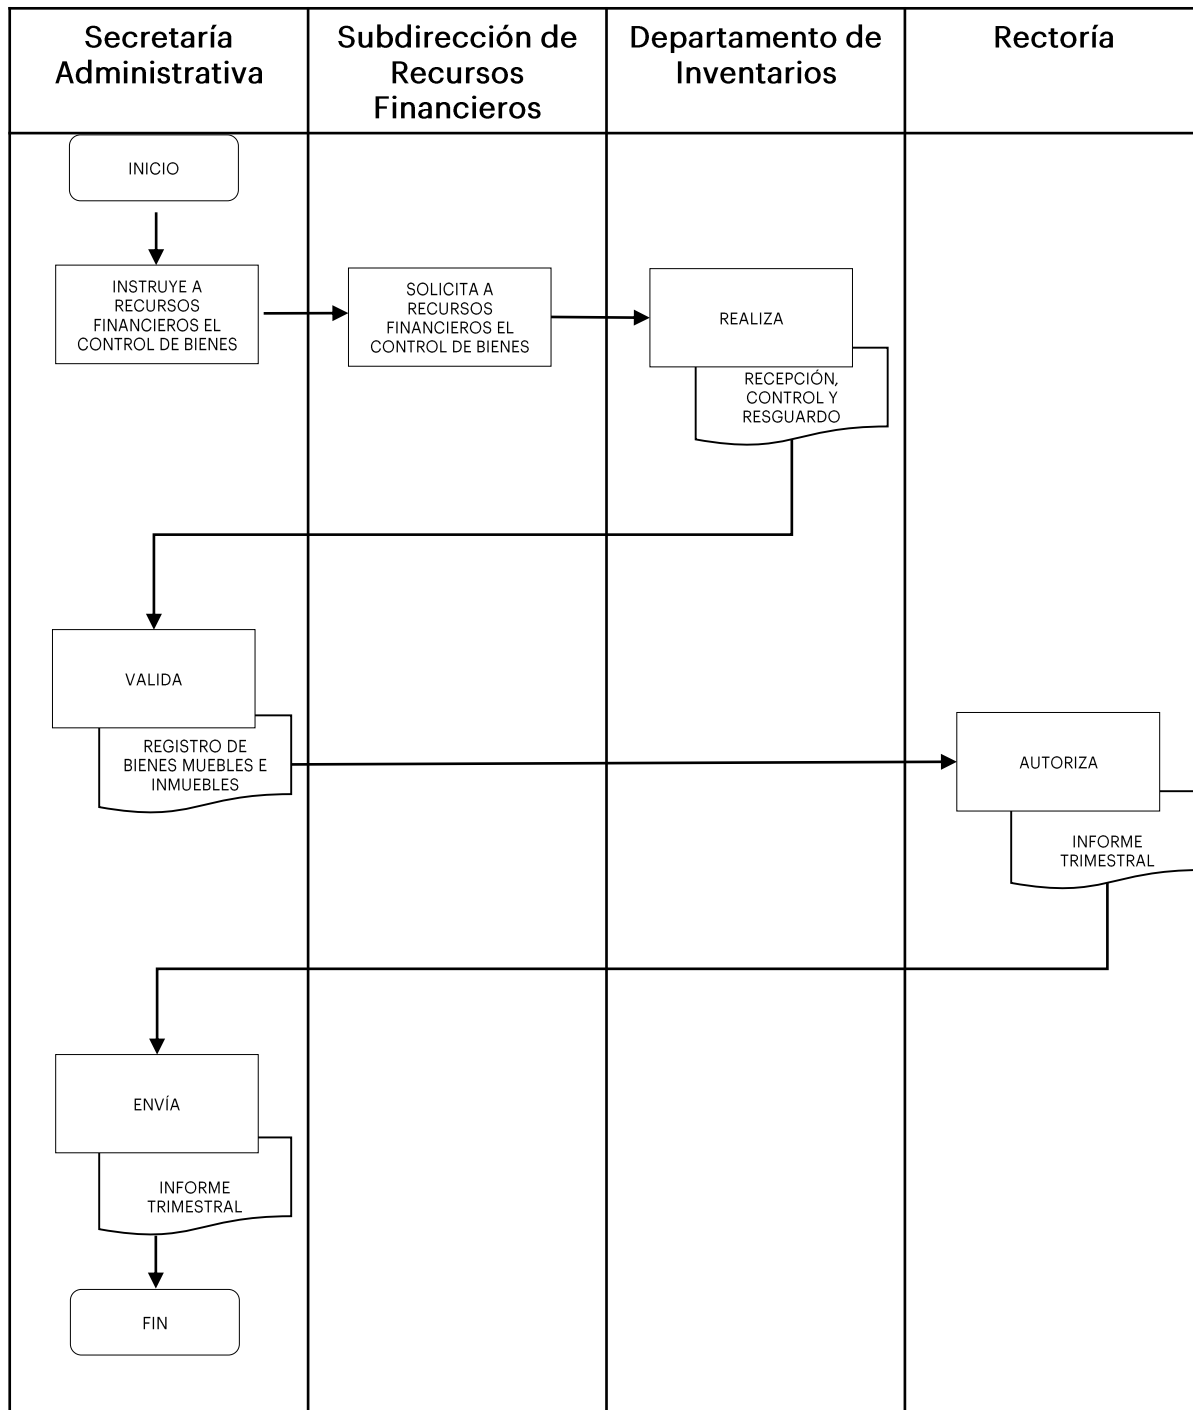 Secretaría
Administrativa
Subdirección de
Recursos
Financieros
Departamento de
Inventarios
Rectoría
INICIO
INSTRUYE A
RECURSOS
FINANCIEROS EL
CONTROL DE BIENES
SOLICITA A
RECURSOS
FINANCIEROS EL
CONTROL DE BIENES
REALIZA
RECEPCIÓN,
CONTROL Y
RESGUARDO
VALIDA
REGISTRO DE
BIENES MUEBLES E
INMUEBLES
AUTORIZA
INFORME
TRIMESTRAL
ENVÍA
INFORME
TRIMESTRAL
FIN